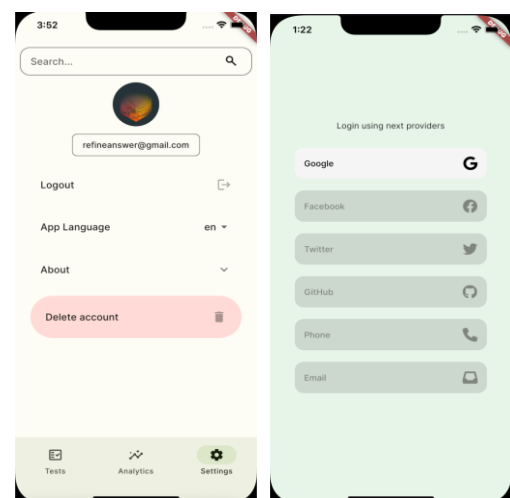 3:52
Search...
refineanswer@gmail.com
Logout
App Language
en
About
Delete account
Tests
Analytics
Settings
1:22
Login using next providers
Google
G
Facebook
Twitter
GitHub
Phone
Email